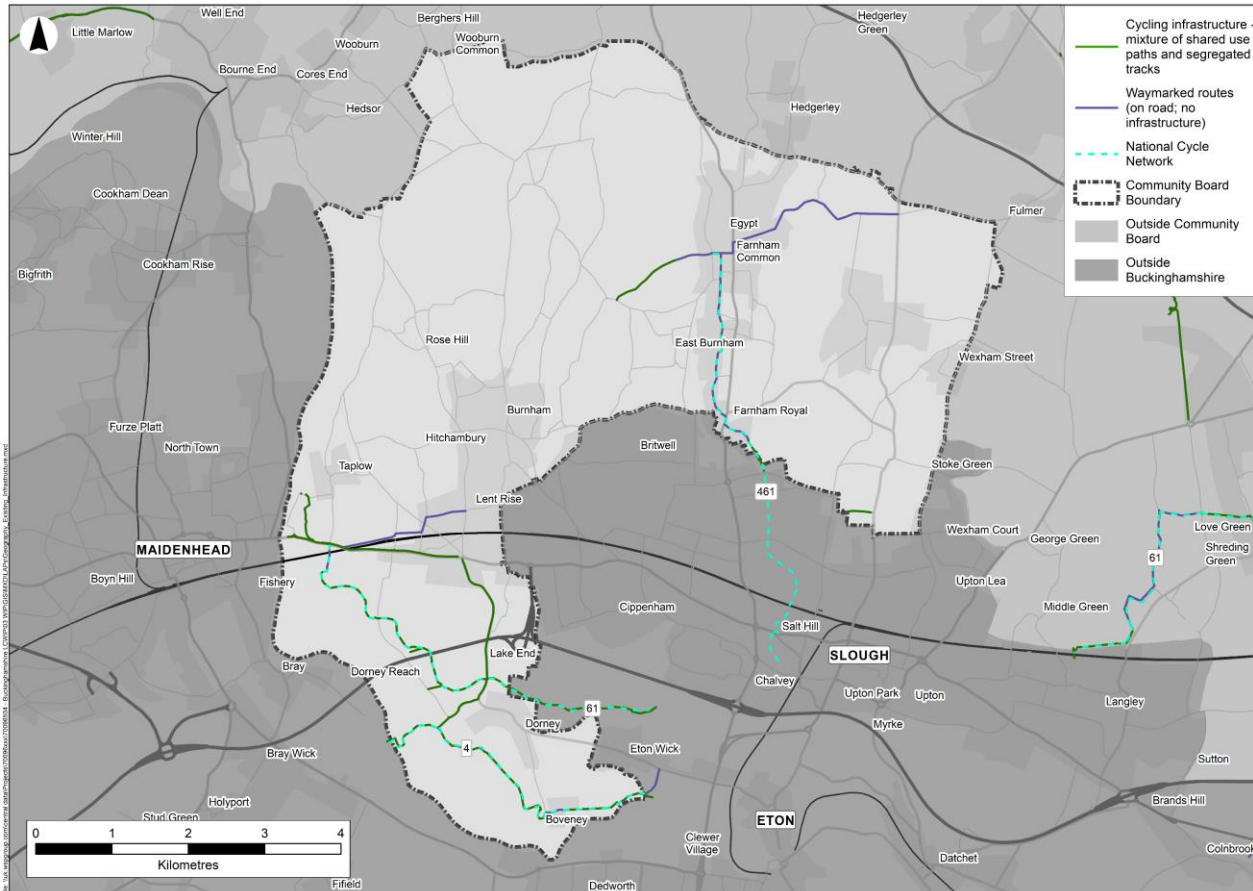 Well End
Little Marlow
Berghers Hill
Wooburn
Wooburn
Common
Hedgerley
Green
Bourne End
Cores End
Hedsor
Hedgerley
Winter Hill
Cookham Dean
Cookham Rise
Bigfrith
Egypt
Farnham
Common
Fulmer
Rose Hill
East Burnham
Wexham Street
Burnham
Farnham Royal
Furze Platt
North Town
Hitchambury
Britwell
Taplow
Stoke Green
Lent Rise
461
MAIDENHEAD
Wexham Court
George Green
Love Green
Shreding
Green
61
Boyn Hill
Fishery
Upton Lea
Cippenham
Middle Green
Salt Hill
SLOUGH
Lake End
Bray
Dorney Reach
Chalvey
Upton Park
Upton
Langley
61
Dorney
Myrke
4
Eton Wick
Bray Wick
Sutton
Holyport
Stud Green
Boveney
ETON
Brands Hill
Clewer
Village
Datchet
Colnbrook
Fifield
Dedworth
Cycling infrastructure -
mixture of shared use
paths and segregated
tracks
Waymarked routes
(on road; no
infrastructure)
National Cycle
Network
Community Board
Boundary
Outside Community
Board
Outside
Buckinghamshire
0 1 2 3 4
Kilometres